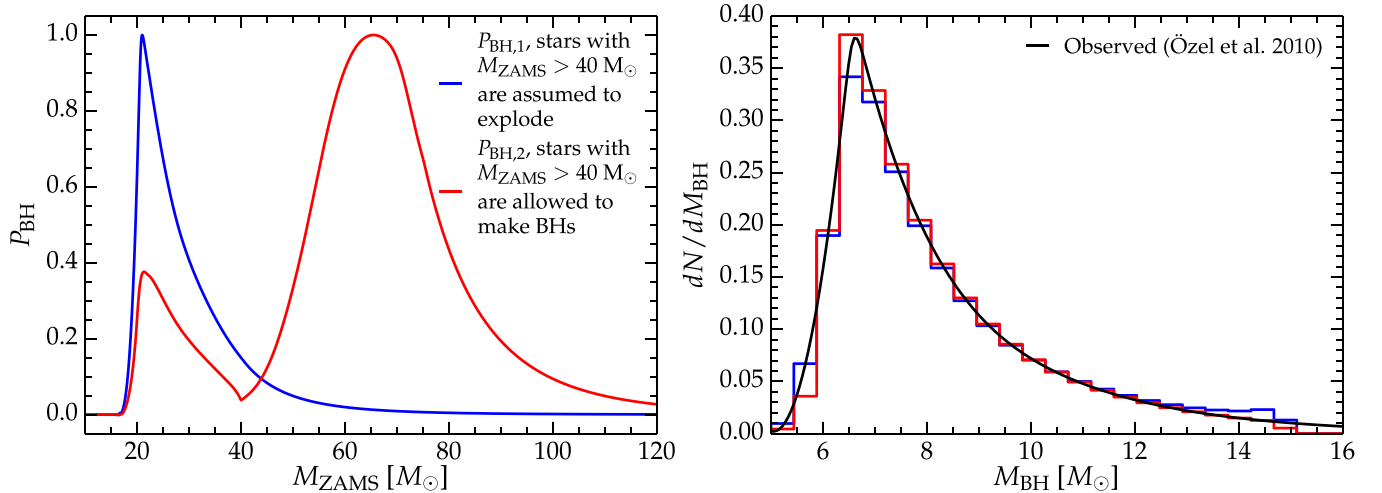 P_BH
1.0
0.8
0.6
0.4
0.2
0.0
P_BH,1, stars with
M_ZAMS > 40 M_⊙
are assumed to
explode
P_BH,2, stars with
M_ZAMS > 40 M_⊙
are allowed to
make BHs
20 40 60 80 100 120
M_ZAMS [M_⊙]
dN/dM_BH
0.40
0.35
0.30
0.25
0.20
0.15
0.10
0.05
0.00
Observed (Özel et al. 2010)
6 8 10 12 14 16
M_BH [M_⊙]